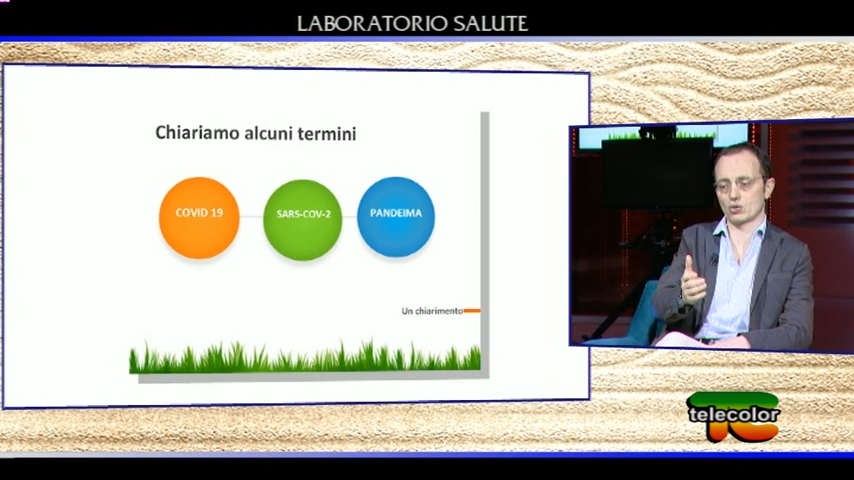 LABORATORIO SALUTE
Chiariamo alcuni termini
COVID 19
SARS-COV-2
PANDEIMA
Un chiarimento
telecolor